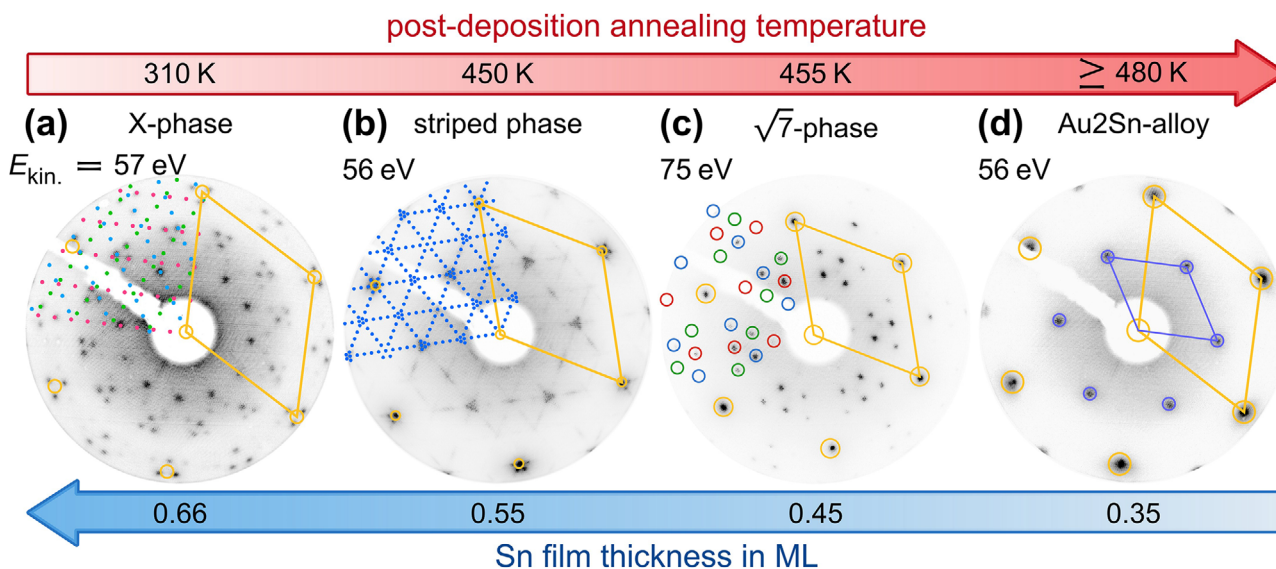 post-deposition annealing temperature
310 K 450 K 455 K ≥ 480 K
(a) X-phase (b) striped phase (c) √7-phase (d) Au2Sn-alloy
E_kin. = 57 eV 56 eV 75 eV 56 eV
0.66 0.55 0.45 0.35
Sn film thickness in ML